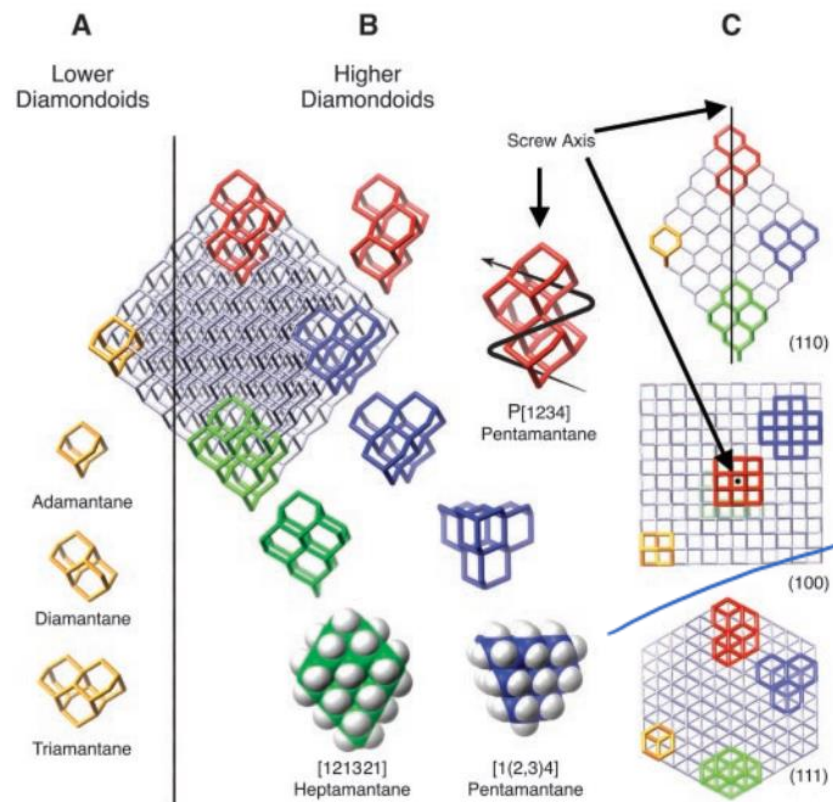 A
B
C
Lower
Diamondoids
Higher
Diamondoids
Screw Axis
(110)
P[1234]
Pentamantane
Adamantane
Diamantane
(100)
Triamantane
[121321]
Heptamantane
[1(2,3)4]
Pentamantane
(111)